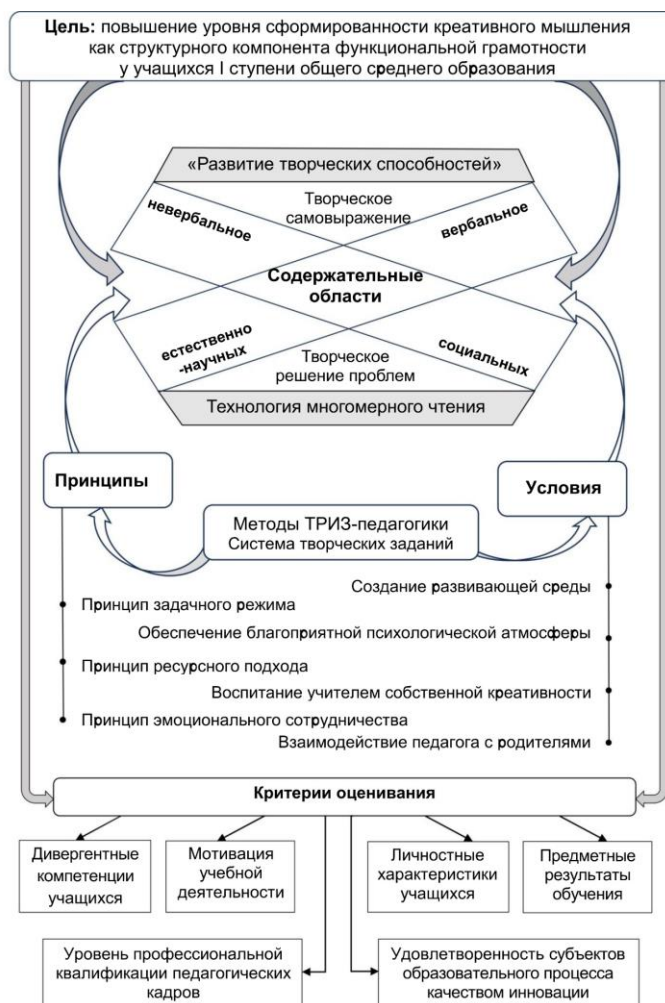 Цель: повышение уровня сформированности креативного мышления
как структурного компонента функциональной грамотности
у учащихся I ступени общего среднего образования
«Развитие творческих способностей»
невербальное
Творческое
самовыражение
вербальное
Содержательные
области
естественно
-научных
Творческое
решение проблем
социальных
Технология многомерного чтения
Принципы
Условия
Методы ТРИЗ-педагогики
Система творческих заданий
Создание развивающей среды
Принцип задачного режима
Обеспечение благоприятной психологической атмосферы
Принцип ресурсного подхода
Воспитание учителем собственной креативности
Принцип эмоционального сотрудничества
Взаимодействие педагога с родителями
Критерии оценивания
Дивергентные
компетенции
учащихся
Мотивация
учебной
деятельности
Личностные
характеристики
учащихся
Предметные
результаты
обучения
Уровень профессиональной
квалификации педагогических
кадров
Удовлетворенность субъектов
образовательного процесса
качеством инновации